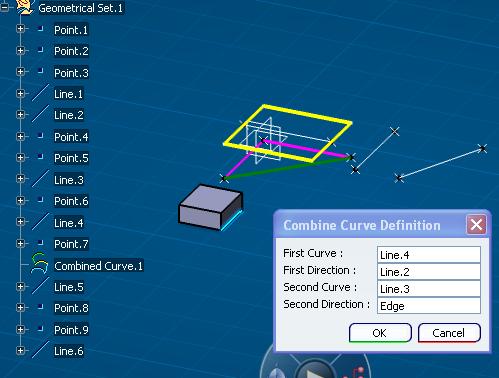 Geometrical Set.1
Point.1
Point.2
Point.3
Line.1
Line.2
Point.4
Point.5
Line.3
Point.6
Line.4
Point.7
Combined Curve.1
Line.5
Point.8
Point.9
Line.6
Combine Curve Definition
First Curve : Line.4
First Direction : Line.2
Second Curve : Line.3
Second Direction : Edge
OK Cancel